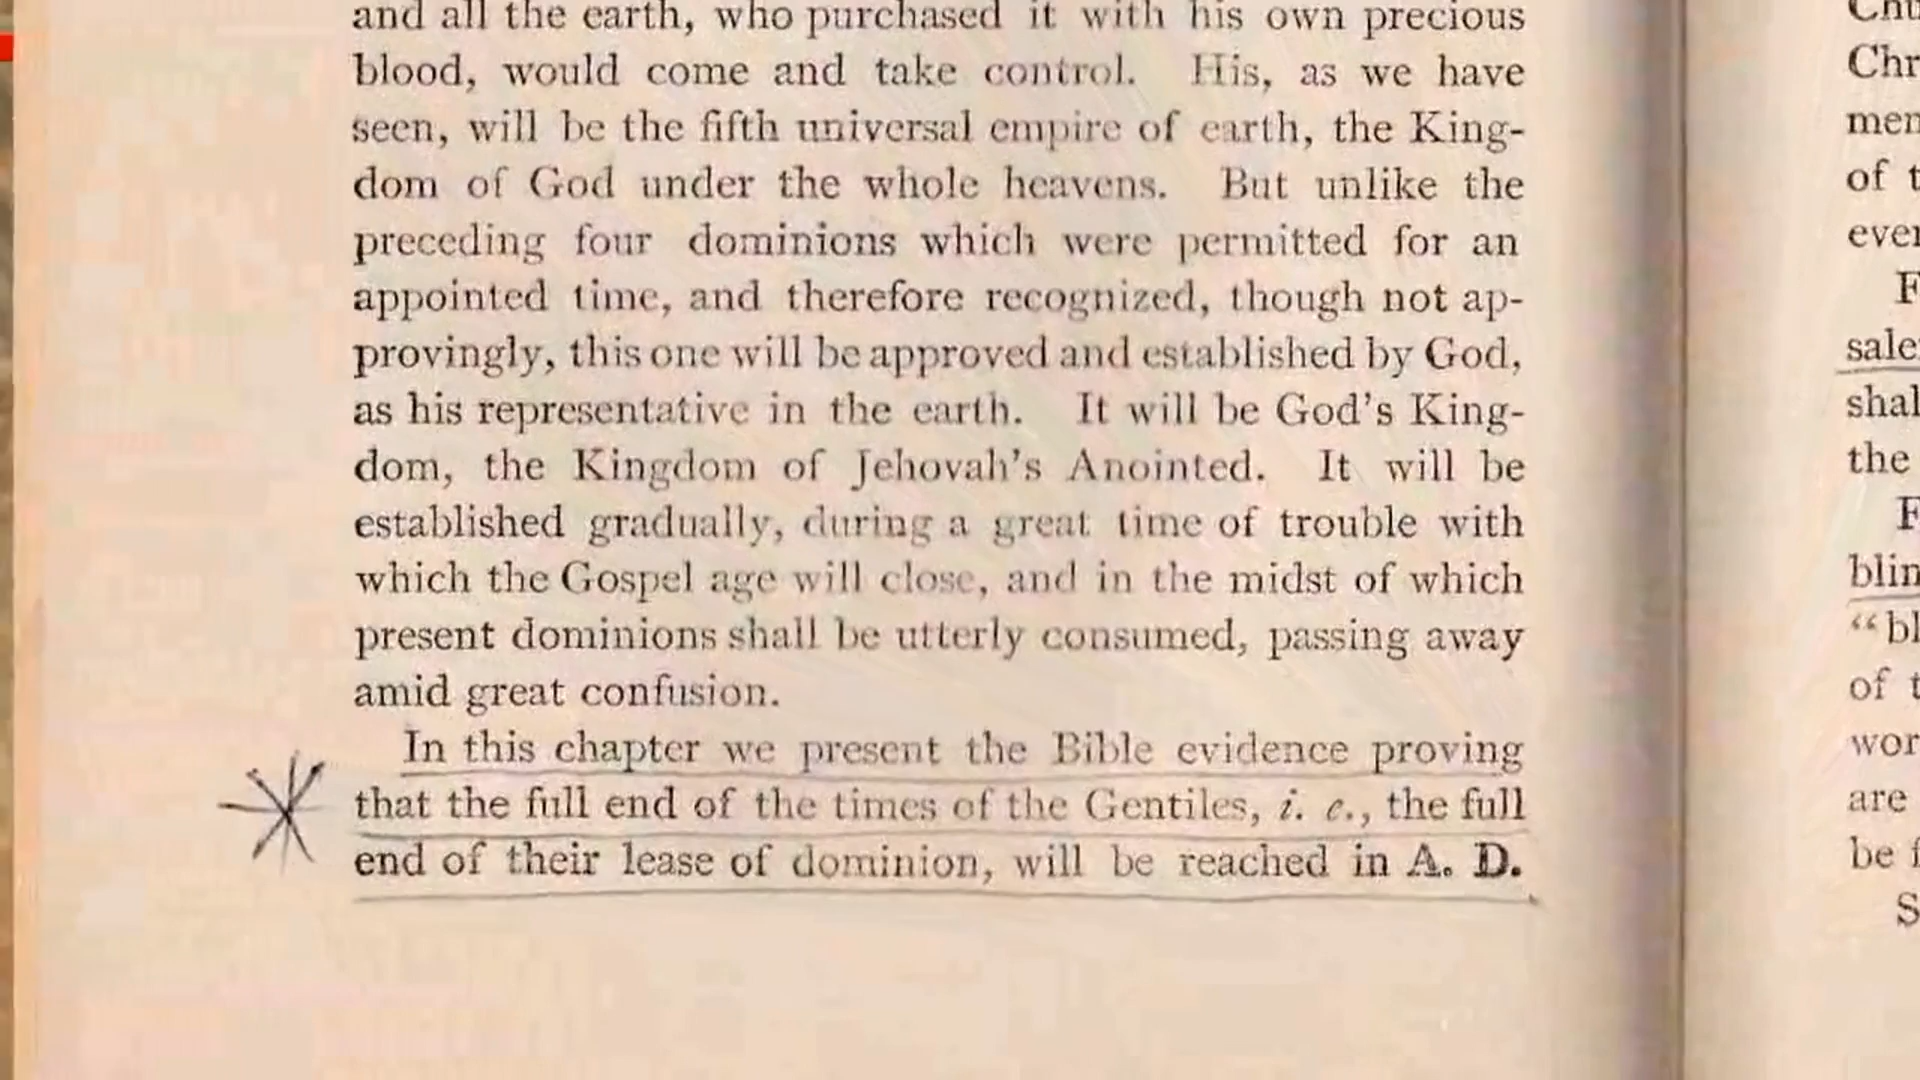 and all the earth, who purchased it with his own precious
blood, would come and take control. His, as we have
seen, will be the fifth universal empire of earth, the King-
dom of God under the whole heavens. But unlike the
preceding four dominions which were permitted for an
appointed time, and therefore recognized, though not ap-
provingly, this one will be approved and established by God,
as his representative in the earth. It will be God's King-
dom, the Kingdom of Jehovah's Anointed. It will be
established gradually, during a great time of trouble with
which the Gospel age will close, and in the midst of which
present dominions shall be utterly consumed, passing away
amid great confusion.
In this chapter we present the Bible evidence proving
that the full end of the times of the Gentiles, i. e., the full
end of their lease of dominion, will be reached in A. D.
of
the
of
are
be